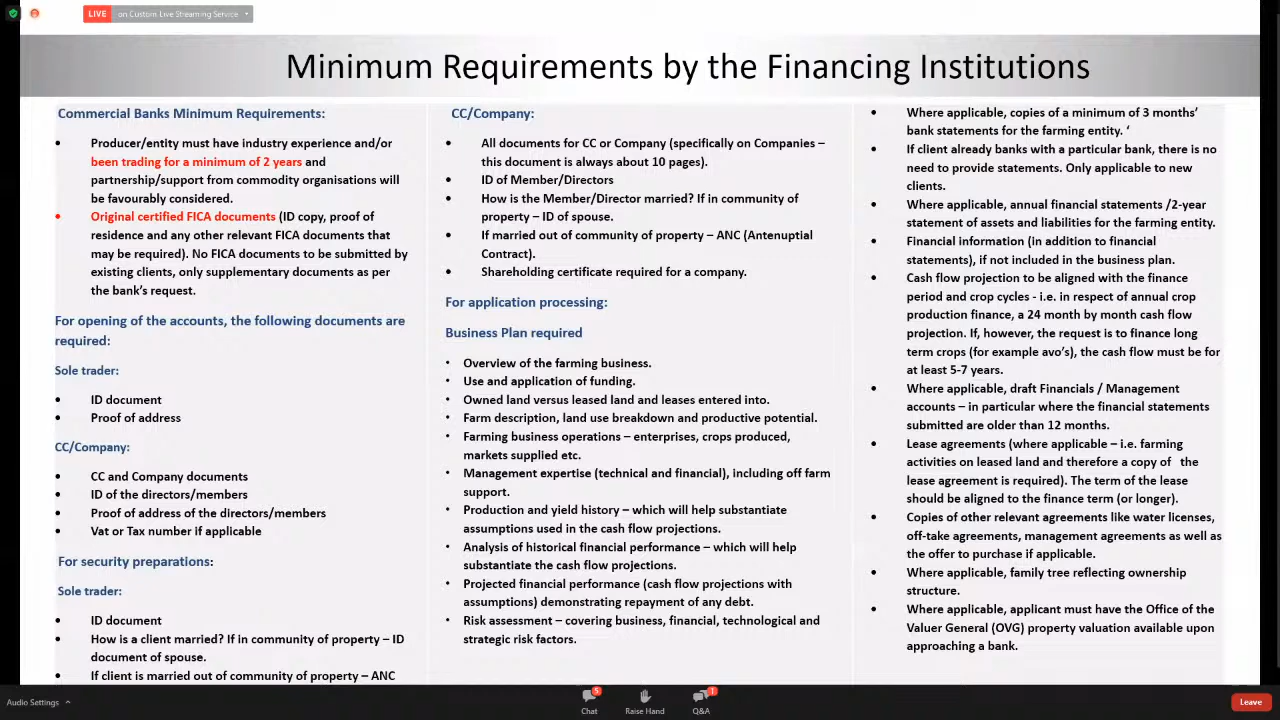 LIVE
on Custom Live Streaming Service
Minimum Requirements by the Financing Institutions
Commercial Banks Minimum Requirements:
• Producer/entity must have industry experience and/or
been trading for a minimum of 2 years and
partnership/support from commodity organisations will
be favourably considered.
• Original certified FICA documents (ID copy, proof of
residence and any other relevant FICA documents that
may be required). No FICA documents to be submitted by
existing clients, only supplementary documents as per
the bank's request.
For opening of the accounts, the following documents are
required:
Sole trader:
• ID document
• Proof of address
CC/Company:
• CC and Company documents
• ID of the directors/members
• Proof of address of the directors/members
• Vat or Tax number if applicable
For security preparations:
Sole trader:
• ID document
• How is a client married? If in community of property – ID
document of spouse.
• If client is married out of community of property – ANC
CC/Company:
• All documents for CC or Company (specifically on Companies –
this document is always about 10 pages).
• ID of Member/Directors
• How is the Member/Director married? If in community of
property – ID of spouse.
• If married out of community of property – ANC (Antenuptial
Contract).
• Shareholding certificate required for a company.
For application processing:
Business Plan required
• Overview of the farming business.
• Use and application of funding.
• Owned land versus leased land and leases entered into.
• Farm description, land use breakdown and productive potential.
• Farming business operations – enterprises, crops produced,
markets supplied etc.
• Management expertise (technical and financial), including off farm
support.
• Production and yield history – which will help substantiate
assumptions used in the cash flow projections.
• Analysis of historical financial performance – which will help
substantiate the cash flow projections.
• Projected financial performance (cash flow projections with
assumptions) demonstrating repayment of any debt.
• Risk assessment – covering business, financial, technological and
strategic risk factors.
• Where applicable, copies of a minimum of 3 months'
bank statements for the farming entity. ‘
• If client already banks with a particular bank, there is no
need to provide statements. Only applicable to new
clients.
• Where applicable, annual financial statements /2-year
statement of assets and liabilities for the farming entity.
• Financial information (in addition to financial
statements), if not included in the business plan.
• Cash flow projection to be aligned with the finance
period and crop cycles - i.e. in respect of annual crop
production finance, a 24 month by month cash flow
projection. If, however, the request is to finance long
term crops (for example avo's), the cash flow must be for
at least 5-7 years.
• Where applicable, draft Financials / Management
accounts – in particular where the financial statements
submitted are older than 12 months.
• Lease agreements (where applicable – i.e. farming
activities on leased land and therefore a copy of the
lease agreement is required). The term of the lease
should be aligned to the finance term (or longer).
• Copies of other relevant agreements like water licenses,
off-take agreements, management agreements as well as
the offer to purchase if applicable.
• Where applicable, family tree reflecting ownership
structure.
• Where applicable, applicant must have the Office of the
Valuer General (OVG) property valuation available upon
approaching a bank.
Audio Settings
5
Chat
Raise Hand
1
Q&A
Leave